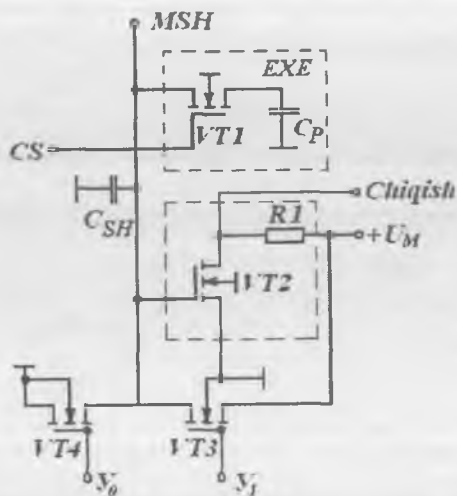 MSH
EXE
VT1
C_P
CS
C_SH
Chiqish
R1
+U_M
VT2
VT4
VT3
y_0
y_1